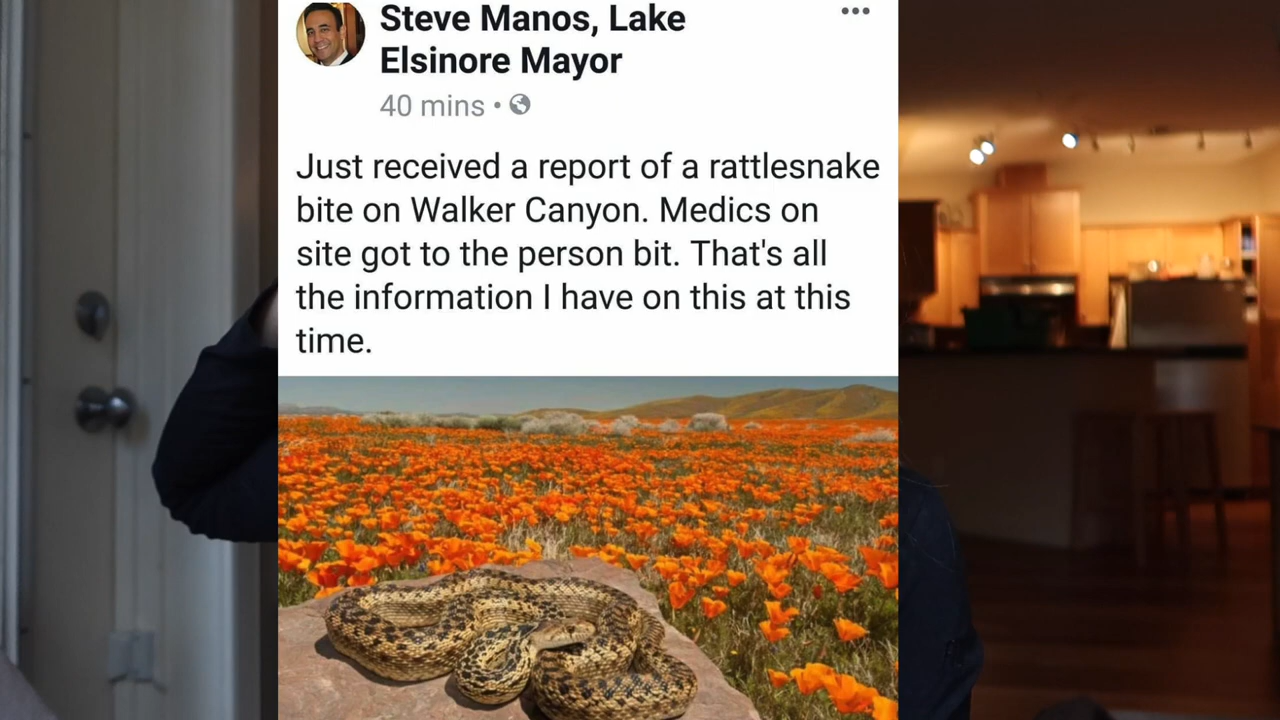 Steve Manos, Lake
Elsinore Mayor
40 mins •
Just received a report of a rattlesnake
bite on Walker Canyon. Medics on
site got to the person bit. That's all
the information I have on this at this
time.